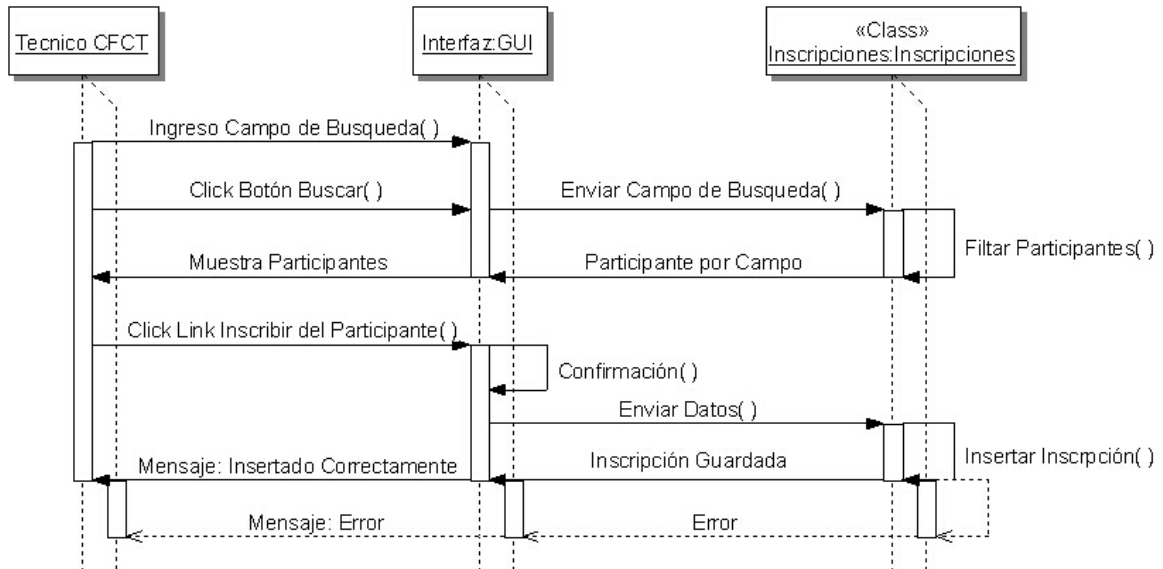 Tecnico CFCT
Interfaz:GUI
«Class»
Inscripciones:Inscripciones
Ingreso Campo de Busqueda( )
Click Botón Buscar( )
Enviar Campo de Busqueda( )
Filtar Participantes( )
Muestra Participantes
Participante por Campo
Click Link Inscribir del Participante( )
Confirmación( )
Enviar Datos( )
Mensaje: Insertado Correctamente
Inscripción Guardada
Insertar Inscrpción( )
Mensaje: Error
Error